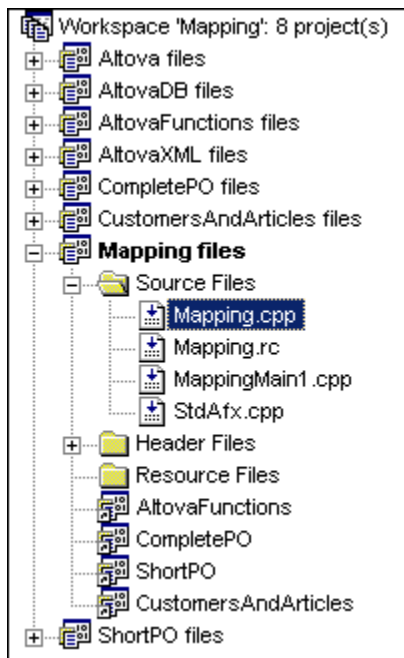 Workspace 'Mapping': 8 project(s)
Altova files
AltovaDB files
AltovaFunctions files
AltovaXML files
CompletePO files
CustomersAndArticles files
Mapping files
Source Files
Mapping.cpp
Mapping.rc
MappingMain1.cpp
StdAfx.cpp
Header Files
Resource Files
AltovaFunctions
CompletePO
ShortPO
CustomersAndArticles
ShortPO files